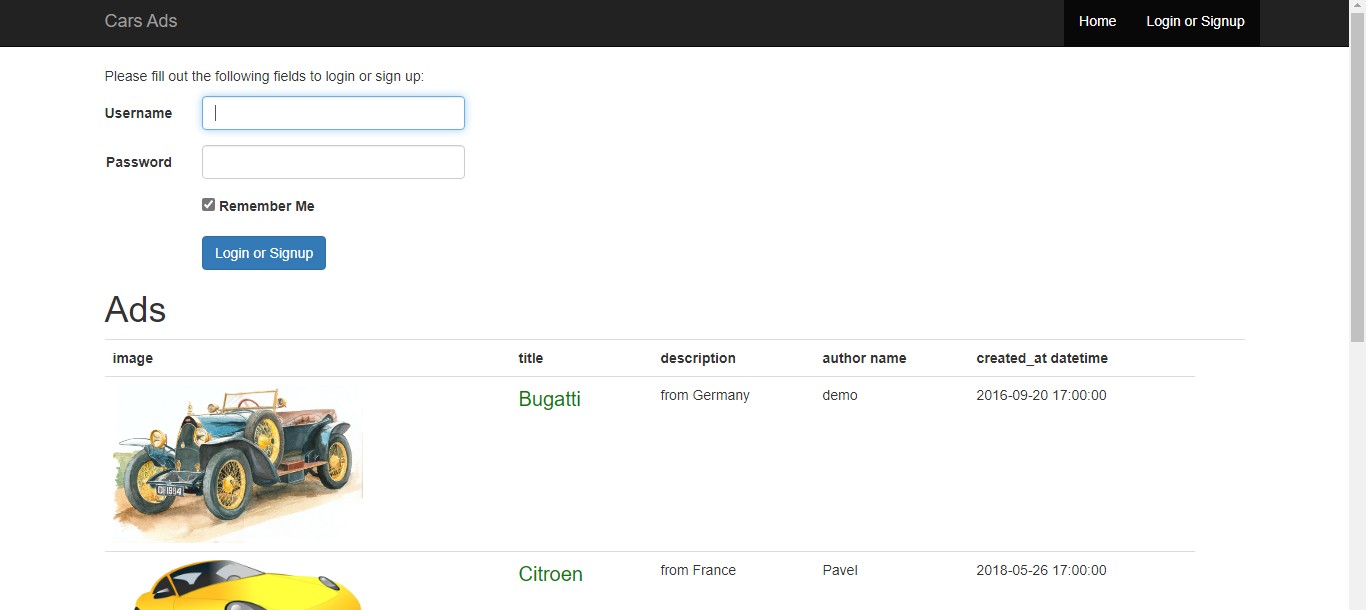 Cars Ads Home Login or Signup
Please fill out the following fields to login or sign up:
Username
Password
Remember Me
Login or Signup
Ads
image title description author name created_at datetime
Bugatti from Germany demo 2016-09-20 17:00:00
Citroen from France Pavel 2018-05-26 17:00:00